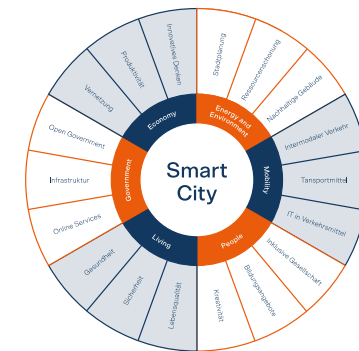 Smart
City
Energy and
Environment
Stadtplanung
Ressourcenschonung
Nachhaltige Gebäude
Mobility
Intermodaler Verkehr
Tansportmittel
IT in Verkehrsmittel
People
Inklusive Gesellschaft
Bildungsangebote
Kreativität
Living
Lebensqualität
Sicherheit
Gesundheit
Government
Online Services
Infrastruktur
Open Government
Economy
Vernetzung
Produktivität
Innovatives Denken